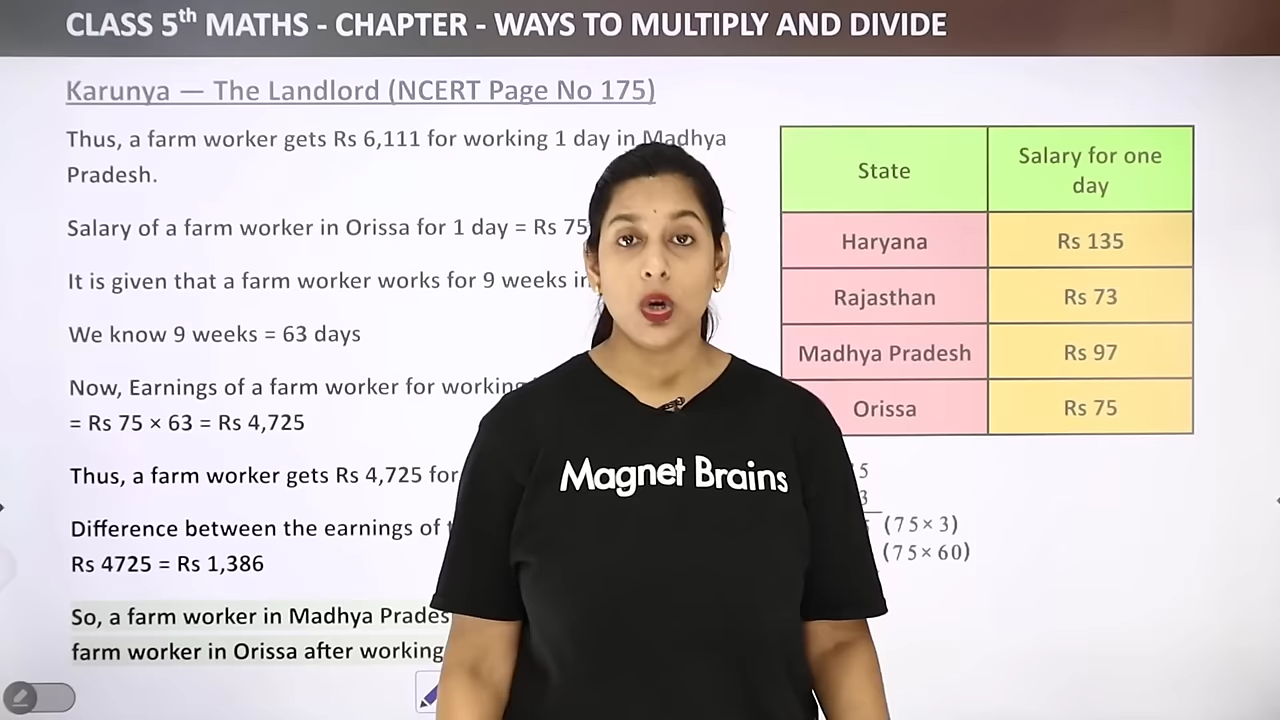 CLASS 5th MATHS - CHAPTER - WAYS TO MULTIPLY AND DIVIDE
Karunya — The Landlord (NCERT Page No 175)
Thus, a farm worker gets Rs 6,111 for working 1 day in Madhya
Pradesh.
Salary of a farm worker in Orissa for 1 day = Rs 75
It is given that a farm worker works for 9 weeks
We know 9 weeks = 63 days
Now, Earnings of a farm worker for working
= Rs 75 × 63 = Rs 4,725
Thus, a farm worker gets Rs 4,725 for
Difference between the earnings of
Rs 4725 = Rs 1,386
So, a farm worker in Madhya
farm worker in Orissa after working
State Salary for one
day
Haryana Rs 135
Rajasthan Rs 73
Madhya Pradesh Rs 97
Orissa Rs 75
5
3
(75×3)
(75×60)
Magnet Brains